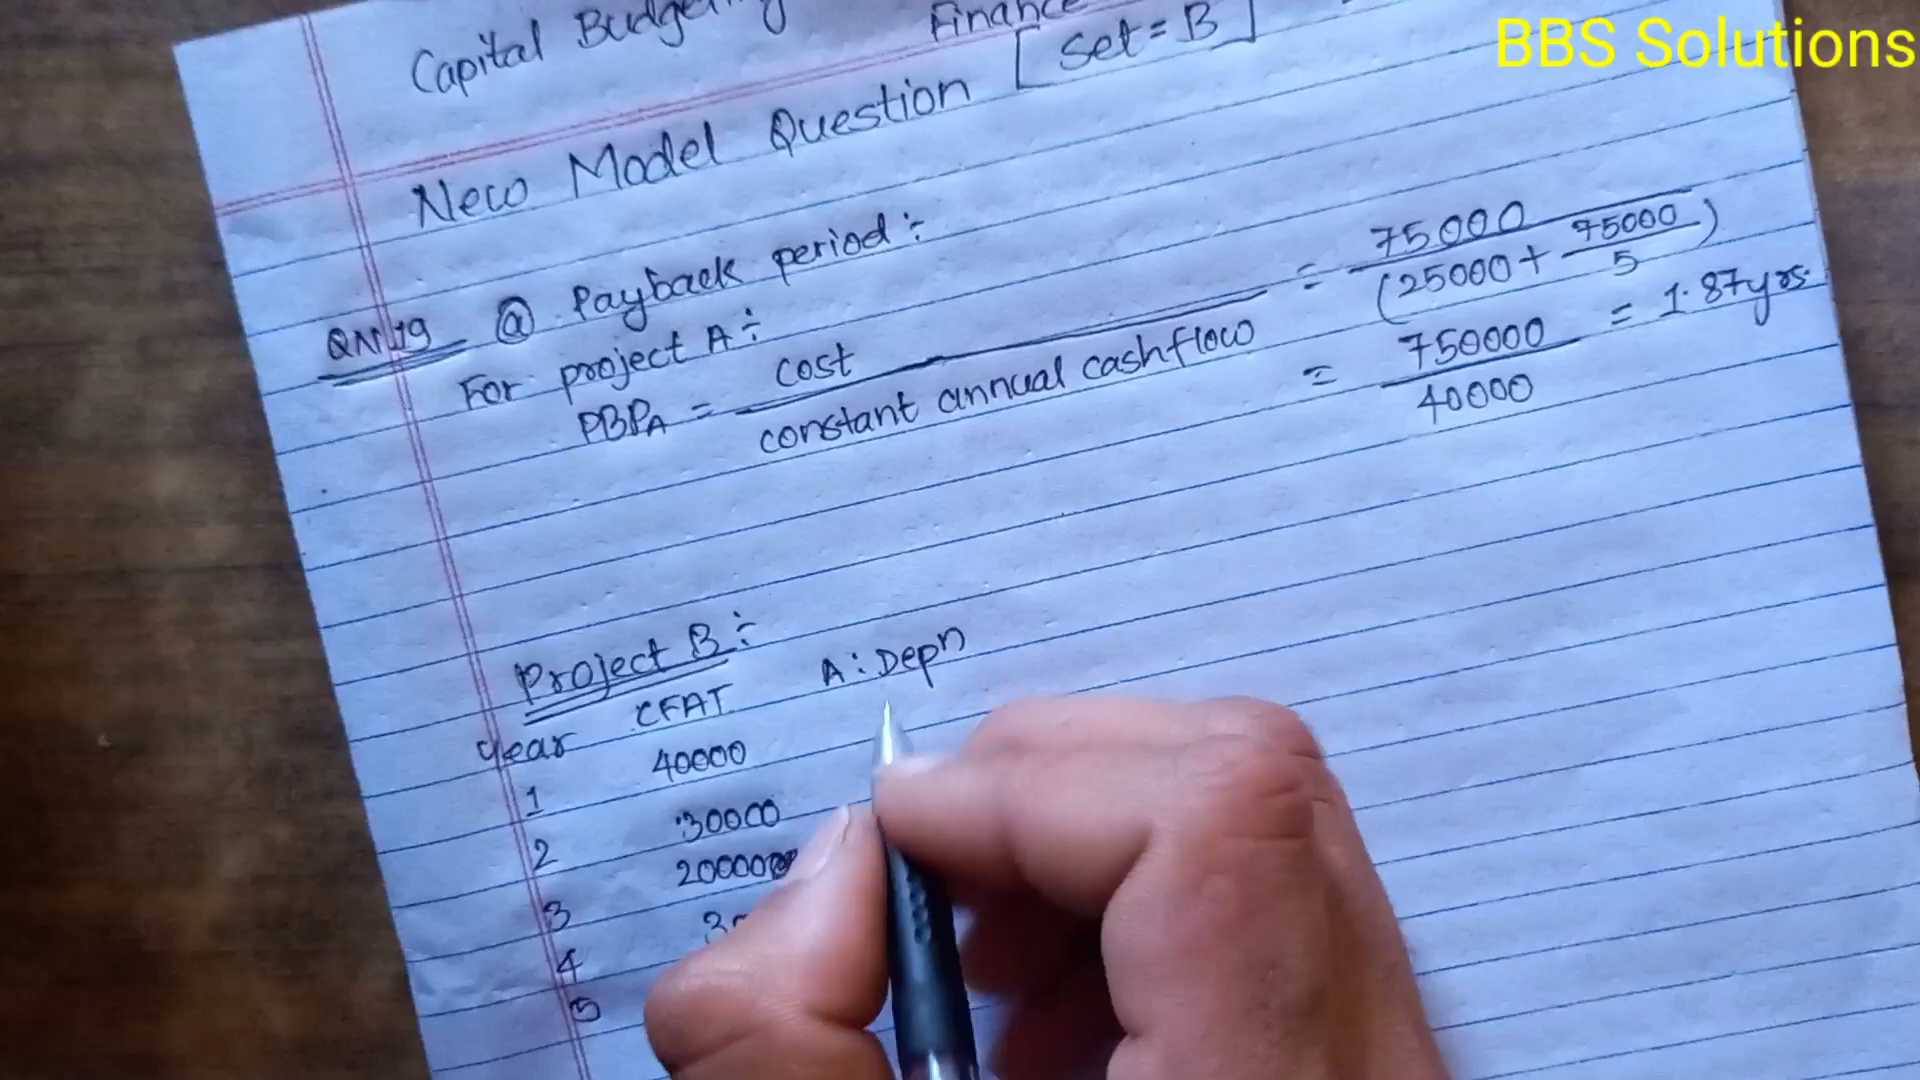 BBS Solutions
Capital Budgeting Finance
New Model Question [Set = B]
QN.19 @ Payback period ÷
For project A ÷
PBPA = cost / constant annual cashflow = 75000 / (25000 + 75000 / 5)
= 750000 / 40000 = 1.87yrs.
Project B ÷
Year CFAT A : Depn
1 40000
2 30000
3 20000
4
5